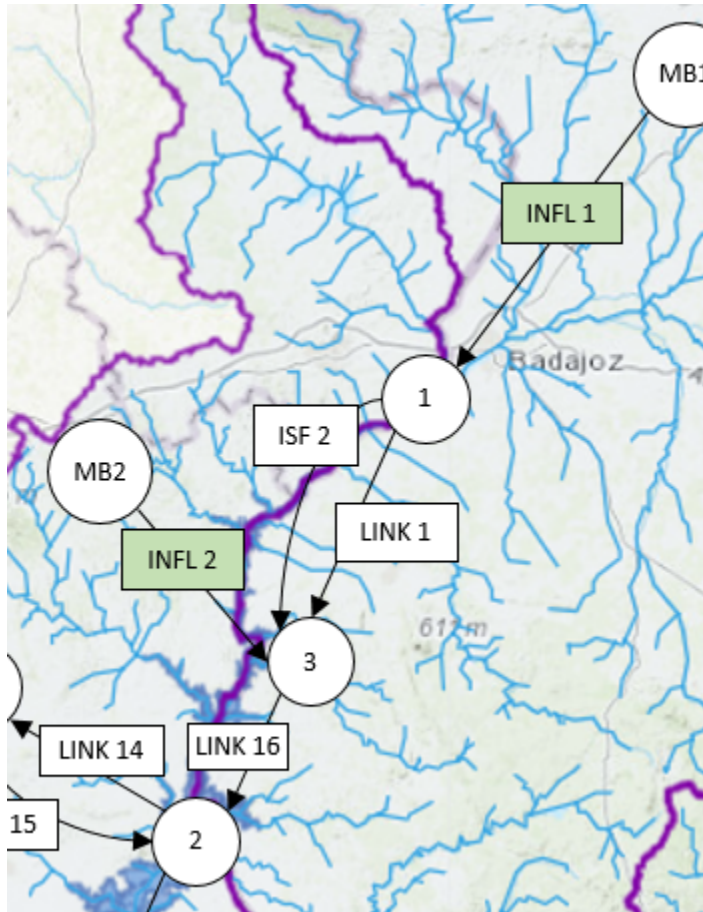 MB1
INFL 1
Badajoz
1
ISF 2
MB2
LINK 1
INFL 2
611 m
3
LINK 14
LINK 16
15
2